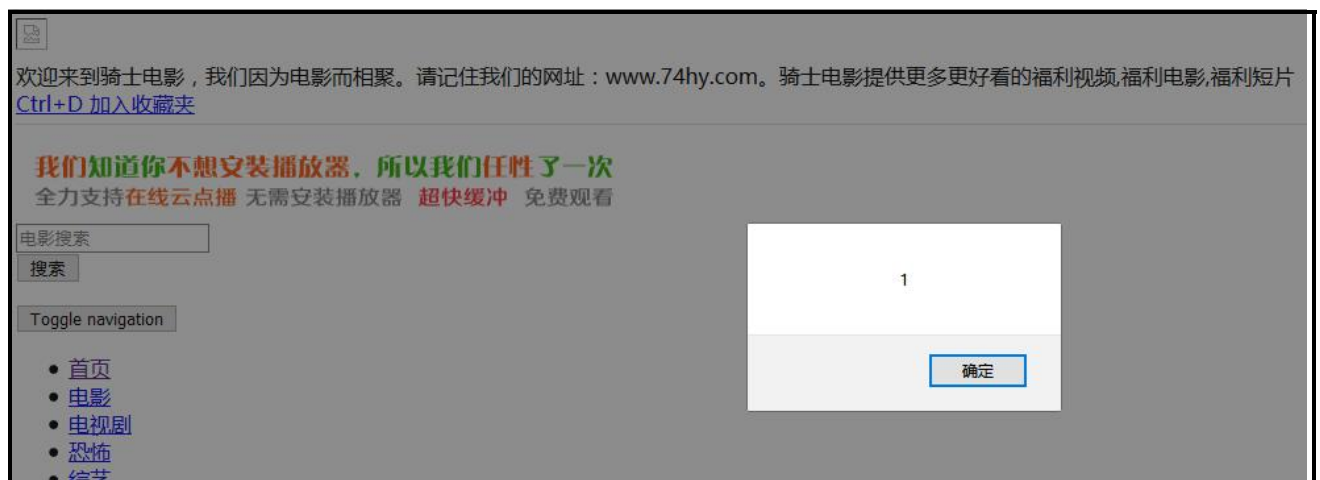 欢迎来到骑士电影，我们因为电影而相聚。请记住我们的网址：www.74hy.com。骑士电影提供更多更好看的福利视频,福利电影,福利短片
Ctrl+D 加入收藏夹
我们知道你不想安装播放器，所以我们任性了一次
全力支持在线云点播 无需安装播放器 超快缓冲 免费观看
电影搜索
搜索
1
Toggle navigation
确定
首页
电影
电视剧
恐怖
综艺